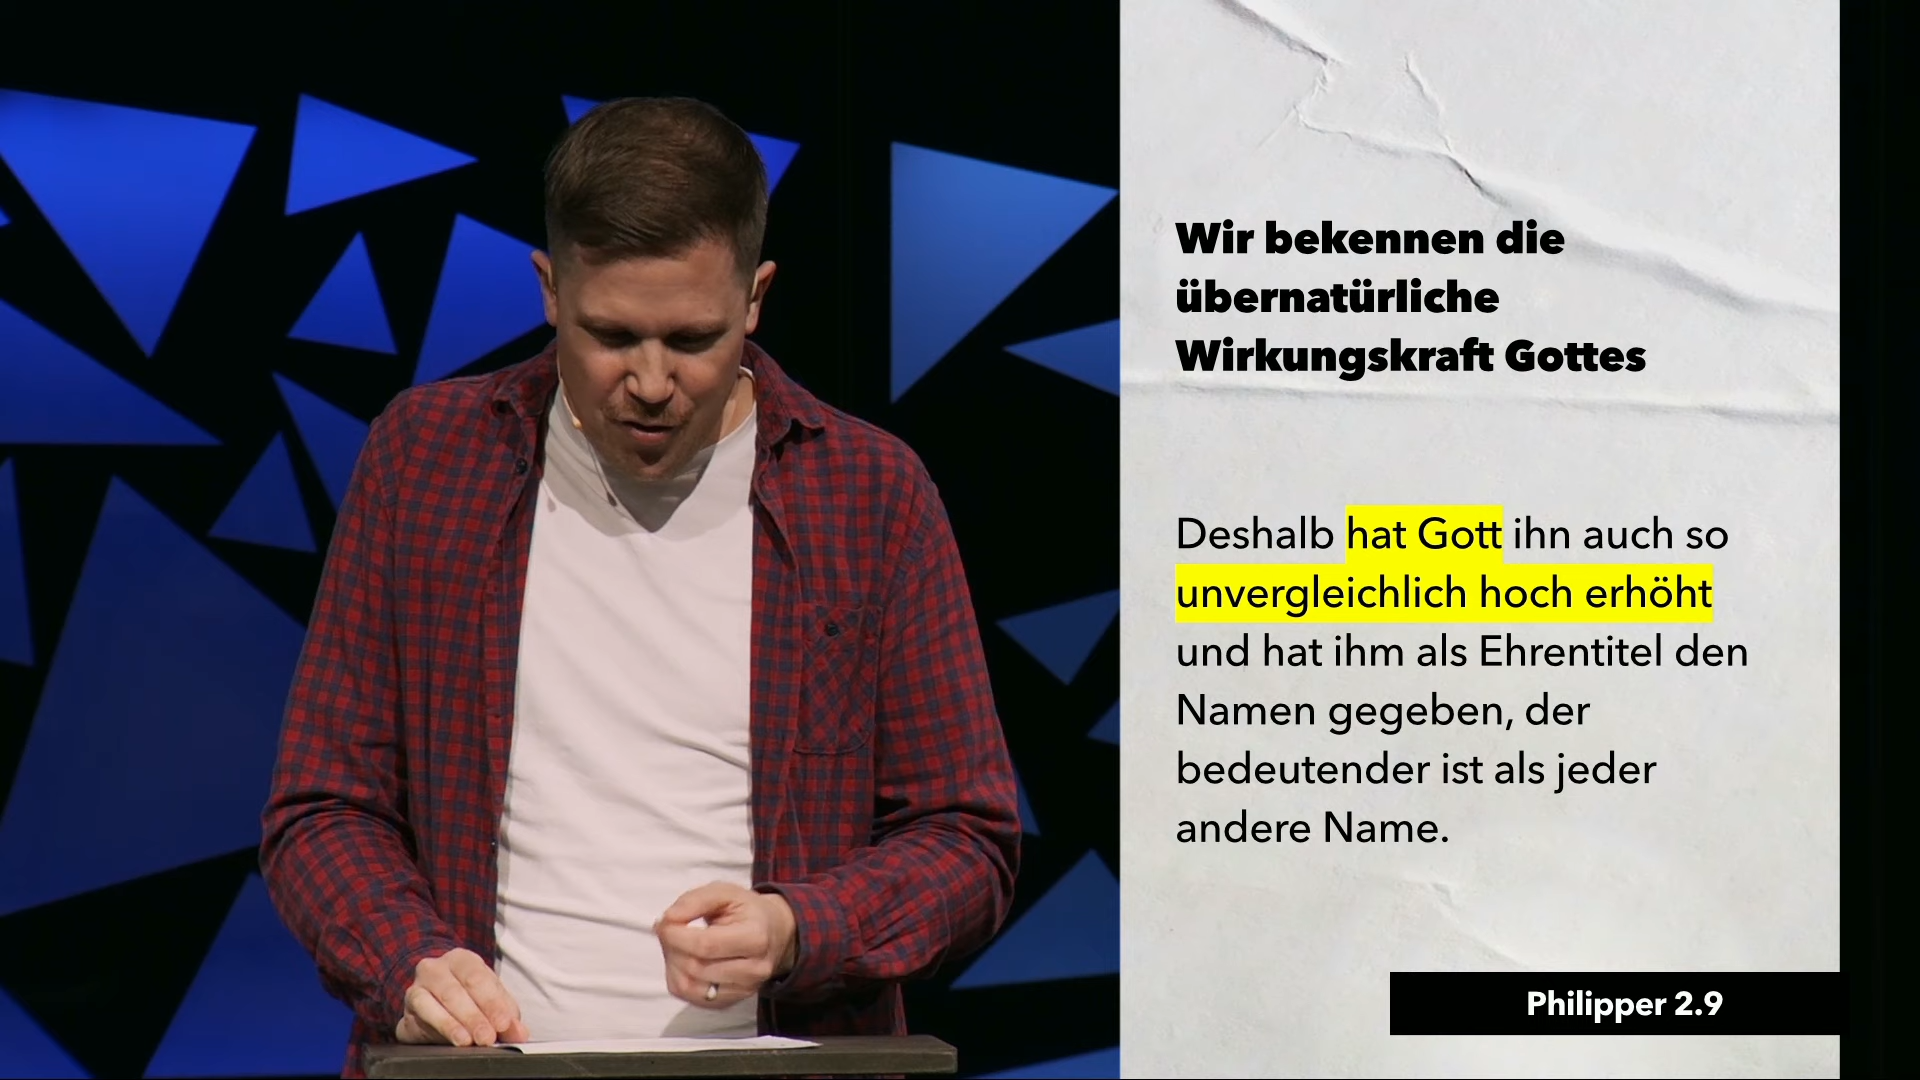 Wir bekennen die
übernatürliche
Wirkungskraft Gottes
Deshalb hat Gott ihn auch so
unvergleichlich hoch erhöht
und hat ihm als Ehrentitel den
Namen gegeben, der
bedeutender ist als jeder
andere Name.
Philipper 2.9